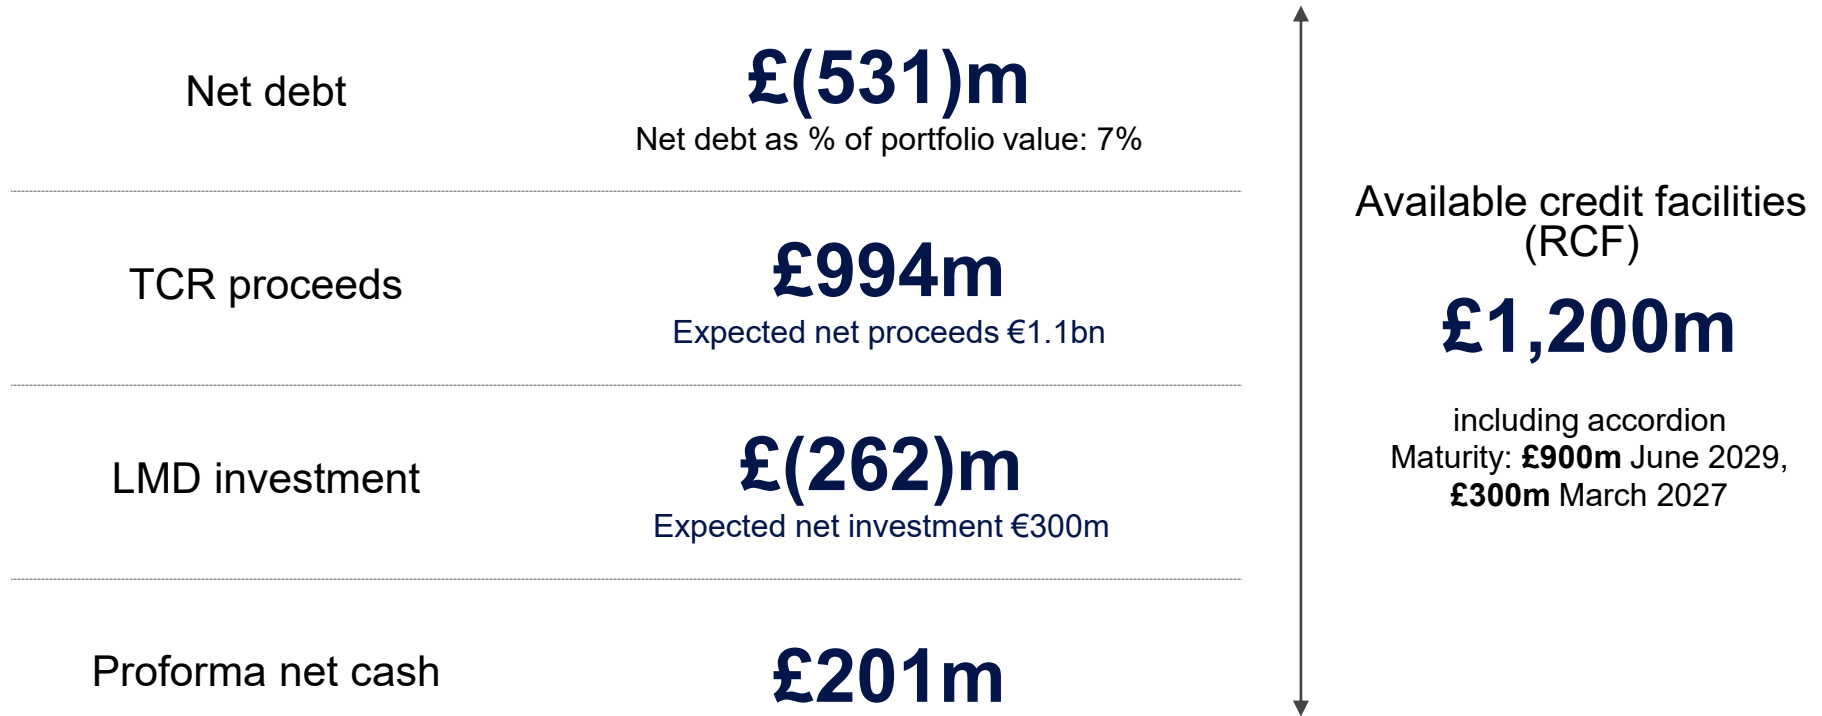 Net debt
£(531)m
Net debt as % of portfolio value: 7%
TCR proceeds
£994m
Expected net proceeds €1.1bn
LMD investment
£(262)m
Expected net investment €300m
Proforma net cash
£201m
Available credit facilities
(RCF)
£1,200m
including accordion
Maturity: £900m June 2029,
£300m March 2027